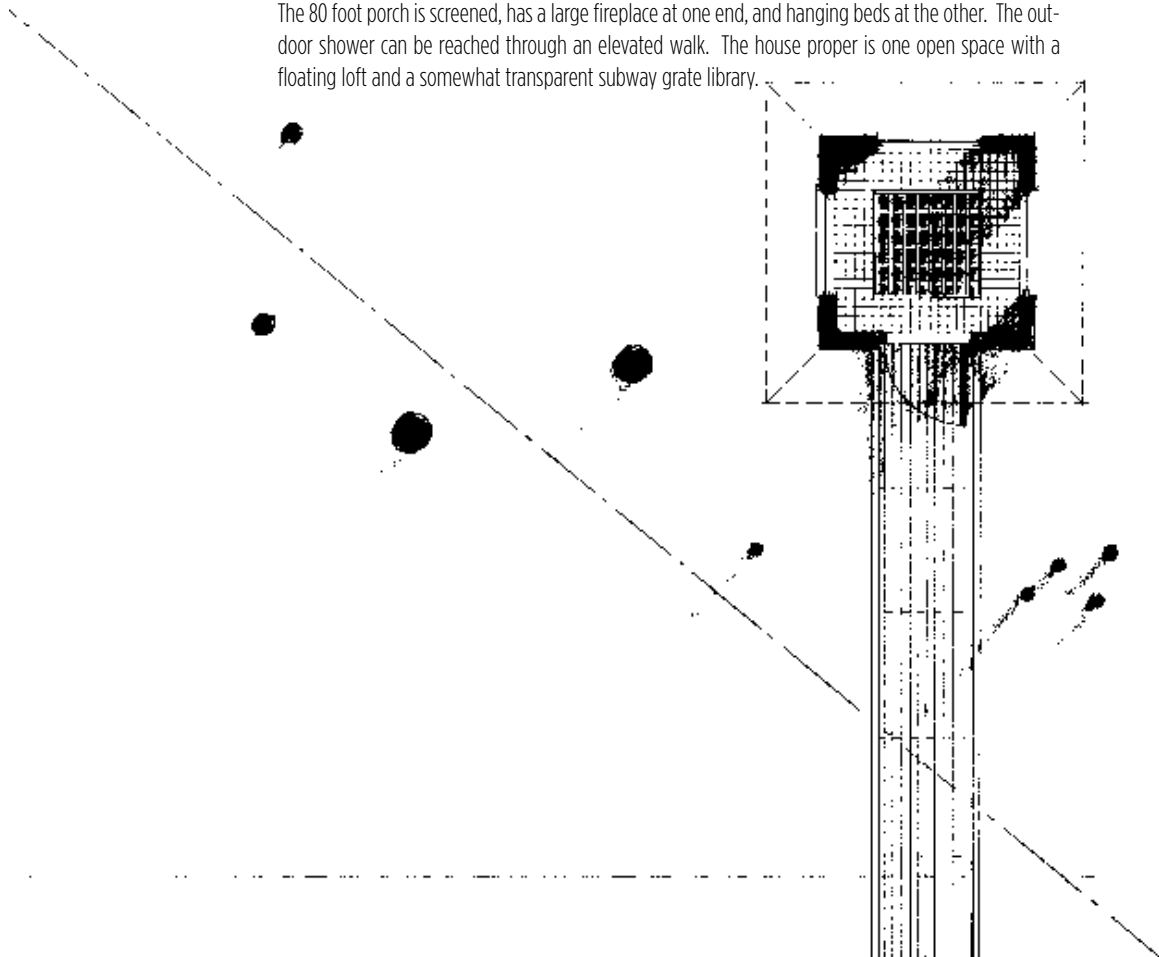 The 80 foot porch is screened, has a large fireplace at one end, and hanging beds at the other. The out-
door shower can be reached through an elevated walk. The house proper is one open space with a
floating loft and a somewhat transparent subway grate library.